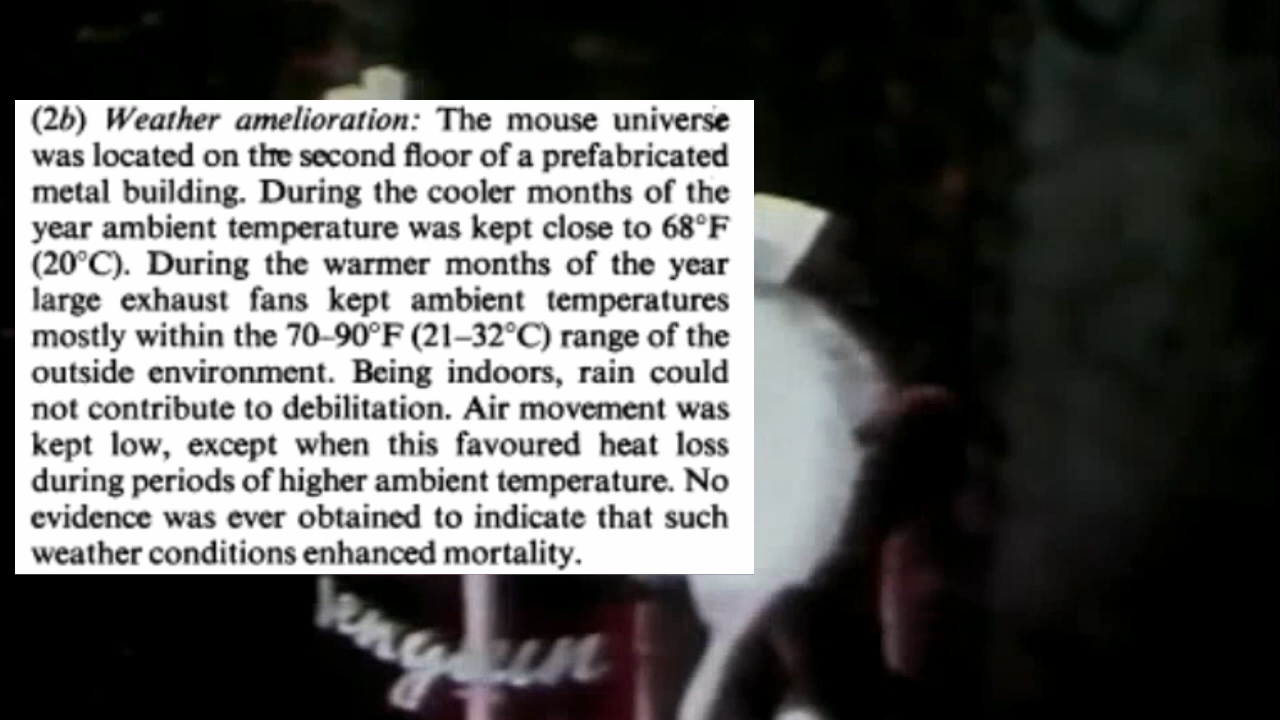 (2b) Weather amelioration: The mouse universe
was located on the second floor of a prefabricated
metal building. During the cooler months of the
year ambient temperature was kept close to 68°F
(20°C). During the warmer months of the year
large exhaust fans kept ambient temperatures
mostly within the 70–90°F (21–32°C) range of the
outside environment. Being indoors, rain could
not contribute to debilitation. Air movement was
kept low, except when this favoured heat loss
during periods of higher ambient temperature. No
evidence was ever obtained to indicate that such
weather conditions enhanced mortality.